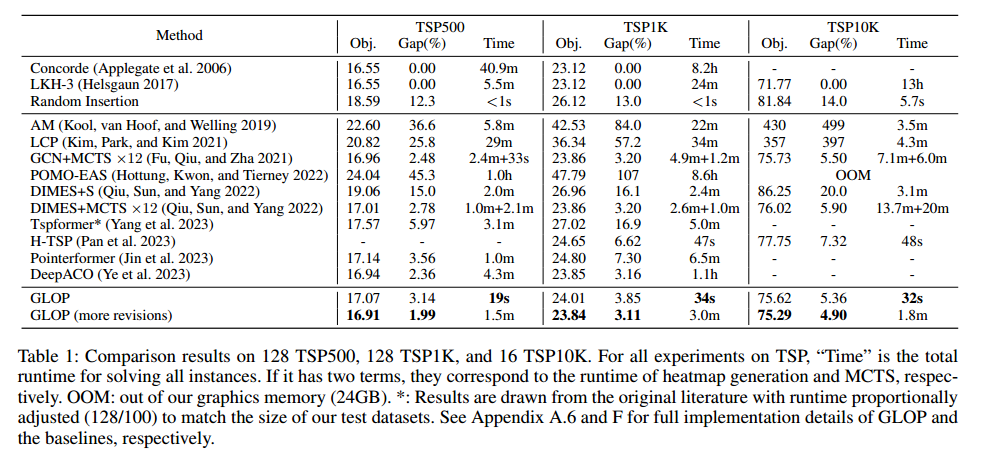 Method TSP500 TSP1K TSP10K
Obj. Gap(%) Time Obj. Gap(%) Time Obj. Gap(%) Time
Concorde (Applegate et al. 2006) 16.55 0.00 40.9m 23.12 0.00 8.2h - - -
LKH-3 (Helsgaun 2017) 16.55 0.00 5.5m 23.12 0.00 24m 71.77 0.00 13h
Random Insertion 18.59 12.3 <1s 26.12 13.0 <1s 81.84 14.0 5.7s
AM (Kool, van Hoof, and Welling 2019) 22.60 36.6 5.8m 42.53 84.0 22m 430 499 3.5m
LCP (Kim, Park, and Kim 2021) 20.82 25.8 29m 36.34 57.2 34m 357 397 4.3m
GCN+MCTS ×12 (Fu, Qiu, and Zha 2021) 16.96 2.48 2.4m+33s 23.86 3.20 4.9m+1.2m 75.73 5.50 7.1m+6.0m
POMO-EAS (Hottung, Kwon, and Tierney 2022) 24.04 45.3 1.0h 47.79 107 8.6h OOM
DIMES+S (Qiu, Sun, and Yang 2022) 19.06 15.0 2.0m 26.96 16.1 2.4m 86.25 20.0 3.1m
DIMES+MCTS ×12 (Qiu, Sun, and Yang 2022) 17.01 2.78 1.0m+2.1m 23.86 3.20 2.6m+1.0m 76.02 5.90 13.7m+20m
Tspformer* (Yang et al. 2023) 17.57 5.97 3.1m 27.02 16.9 5.0m - - -
H-TSP (Pan et al. 2023) - - - 24.65 6.62 47s 77.75 7.32 48s
Pointerformer (Jin et al. 2023) 17.14 3.56 1.0m 24.80 7.30 6.5m - - -
DeepACO (Ye et al. 2023) 16.94 2.36 4.3m 23.85 3.16 1.1h - - -
GLOP 17.07 3.14 19s 24.01 3.85 34s 75.62 5.36 32s
GLOP (more revisions) 16.91 1.99 1.5m 23.84 3.11 3.0m 75.29 4.90 1.8m
Table 1: Comparison results on 128 TSP500, 128 TSP1K, and 16 TSP10K. For all experiments on TSP, “Time” is the total
runtime for solving all instances. If it has two terms, they correspond to the runtime of heatmap generation and MCTS, respec-
tively. OOM: out of our graphics memory (24GB). *: Results are drawn from the original literature with runtime proportionally
adjusted (128/100) to match the size of our test datasets. See Appendix A.6 and F for full implementation details of GLOP and
the baselines, respectively.